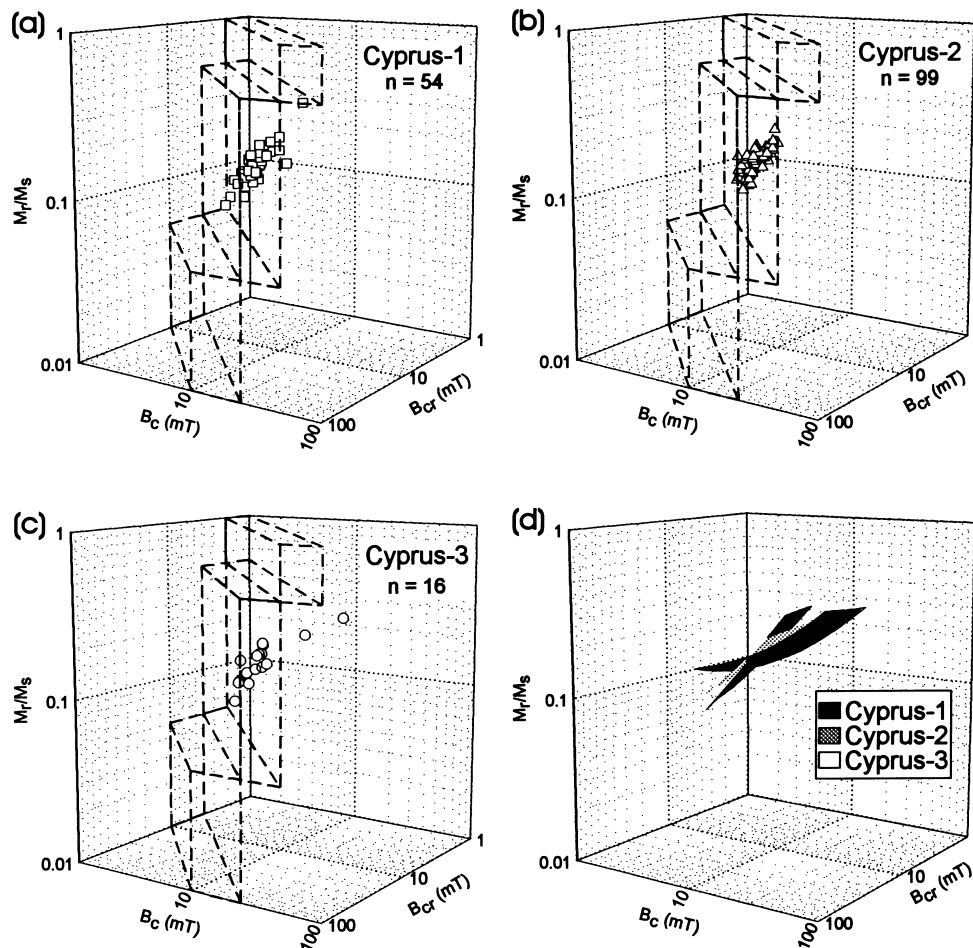 (a)
Cyprus-1
n = 54
1
0.1
0.01
Mr/Ms
10
100
Bc (mT)
1
10
100
Bcr (mT)
(b)
Cyprus-2
n = 99
1
0.1
0.01
Mr/Ms
10
100
Bc (mT)
1
10
100
Bcr (mT)
(c)
Cyprus-3
n = 16
1
0.1
0.01
Mr/Ms
10
100
Bc (mT)
1
10
100
Bcr (mT)
(d)
1
0.1
0.01
Mr/Ms
Cyprus-1
Cyprus-2
Cyprus-3
10
100
Bc (mT)
1
10
100
Bcr (mT)